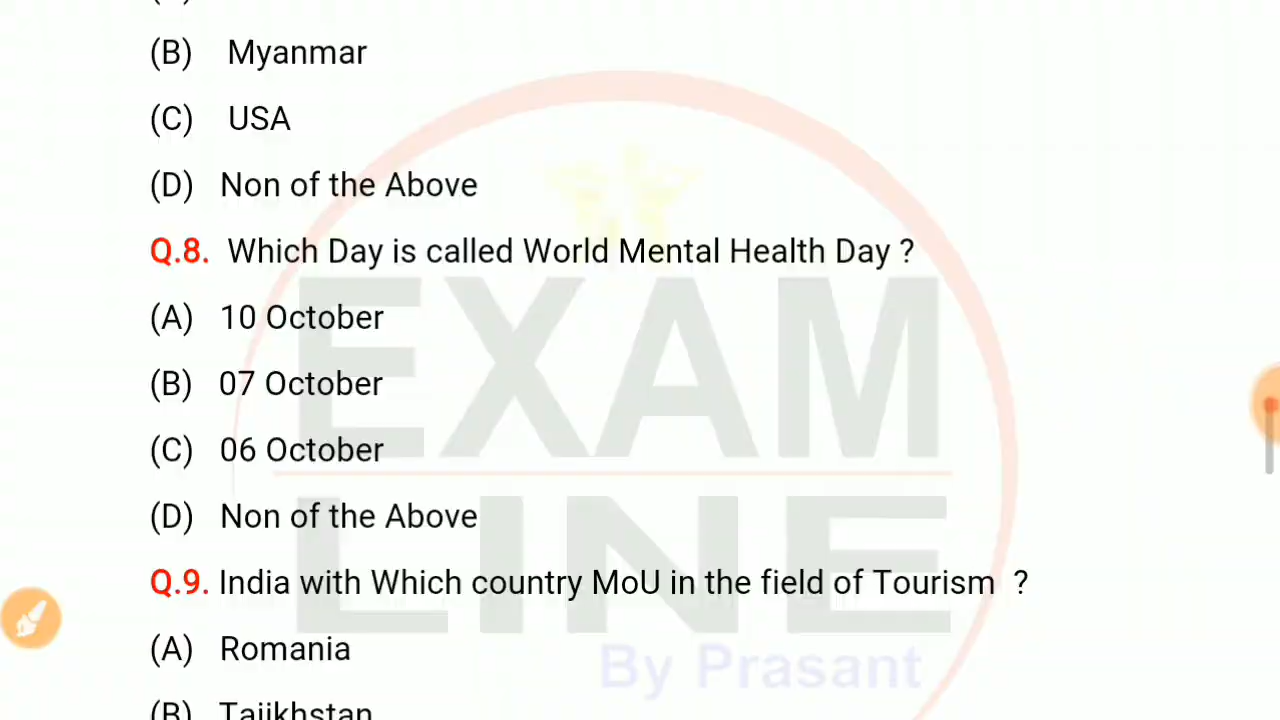 (B) Myanmar
(C) USA
(D) Non of the Above
Q.8. Which Day is called World Mental Health Day ?
(A) 10 October
(B) 07 October
(C) 06 October
(D) Non of the Above
Q.9. India with Which country MoU in the field of Tourism ?
(A) Romania
(B) Tajikhstan
EXAM
LINE
By Prasant